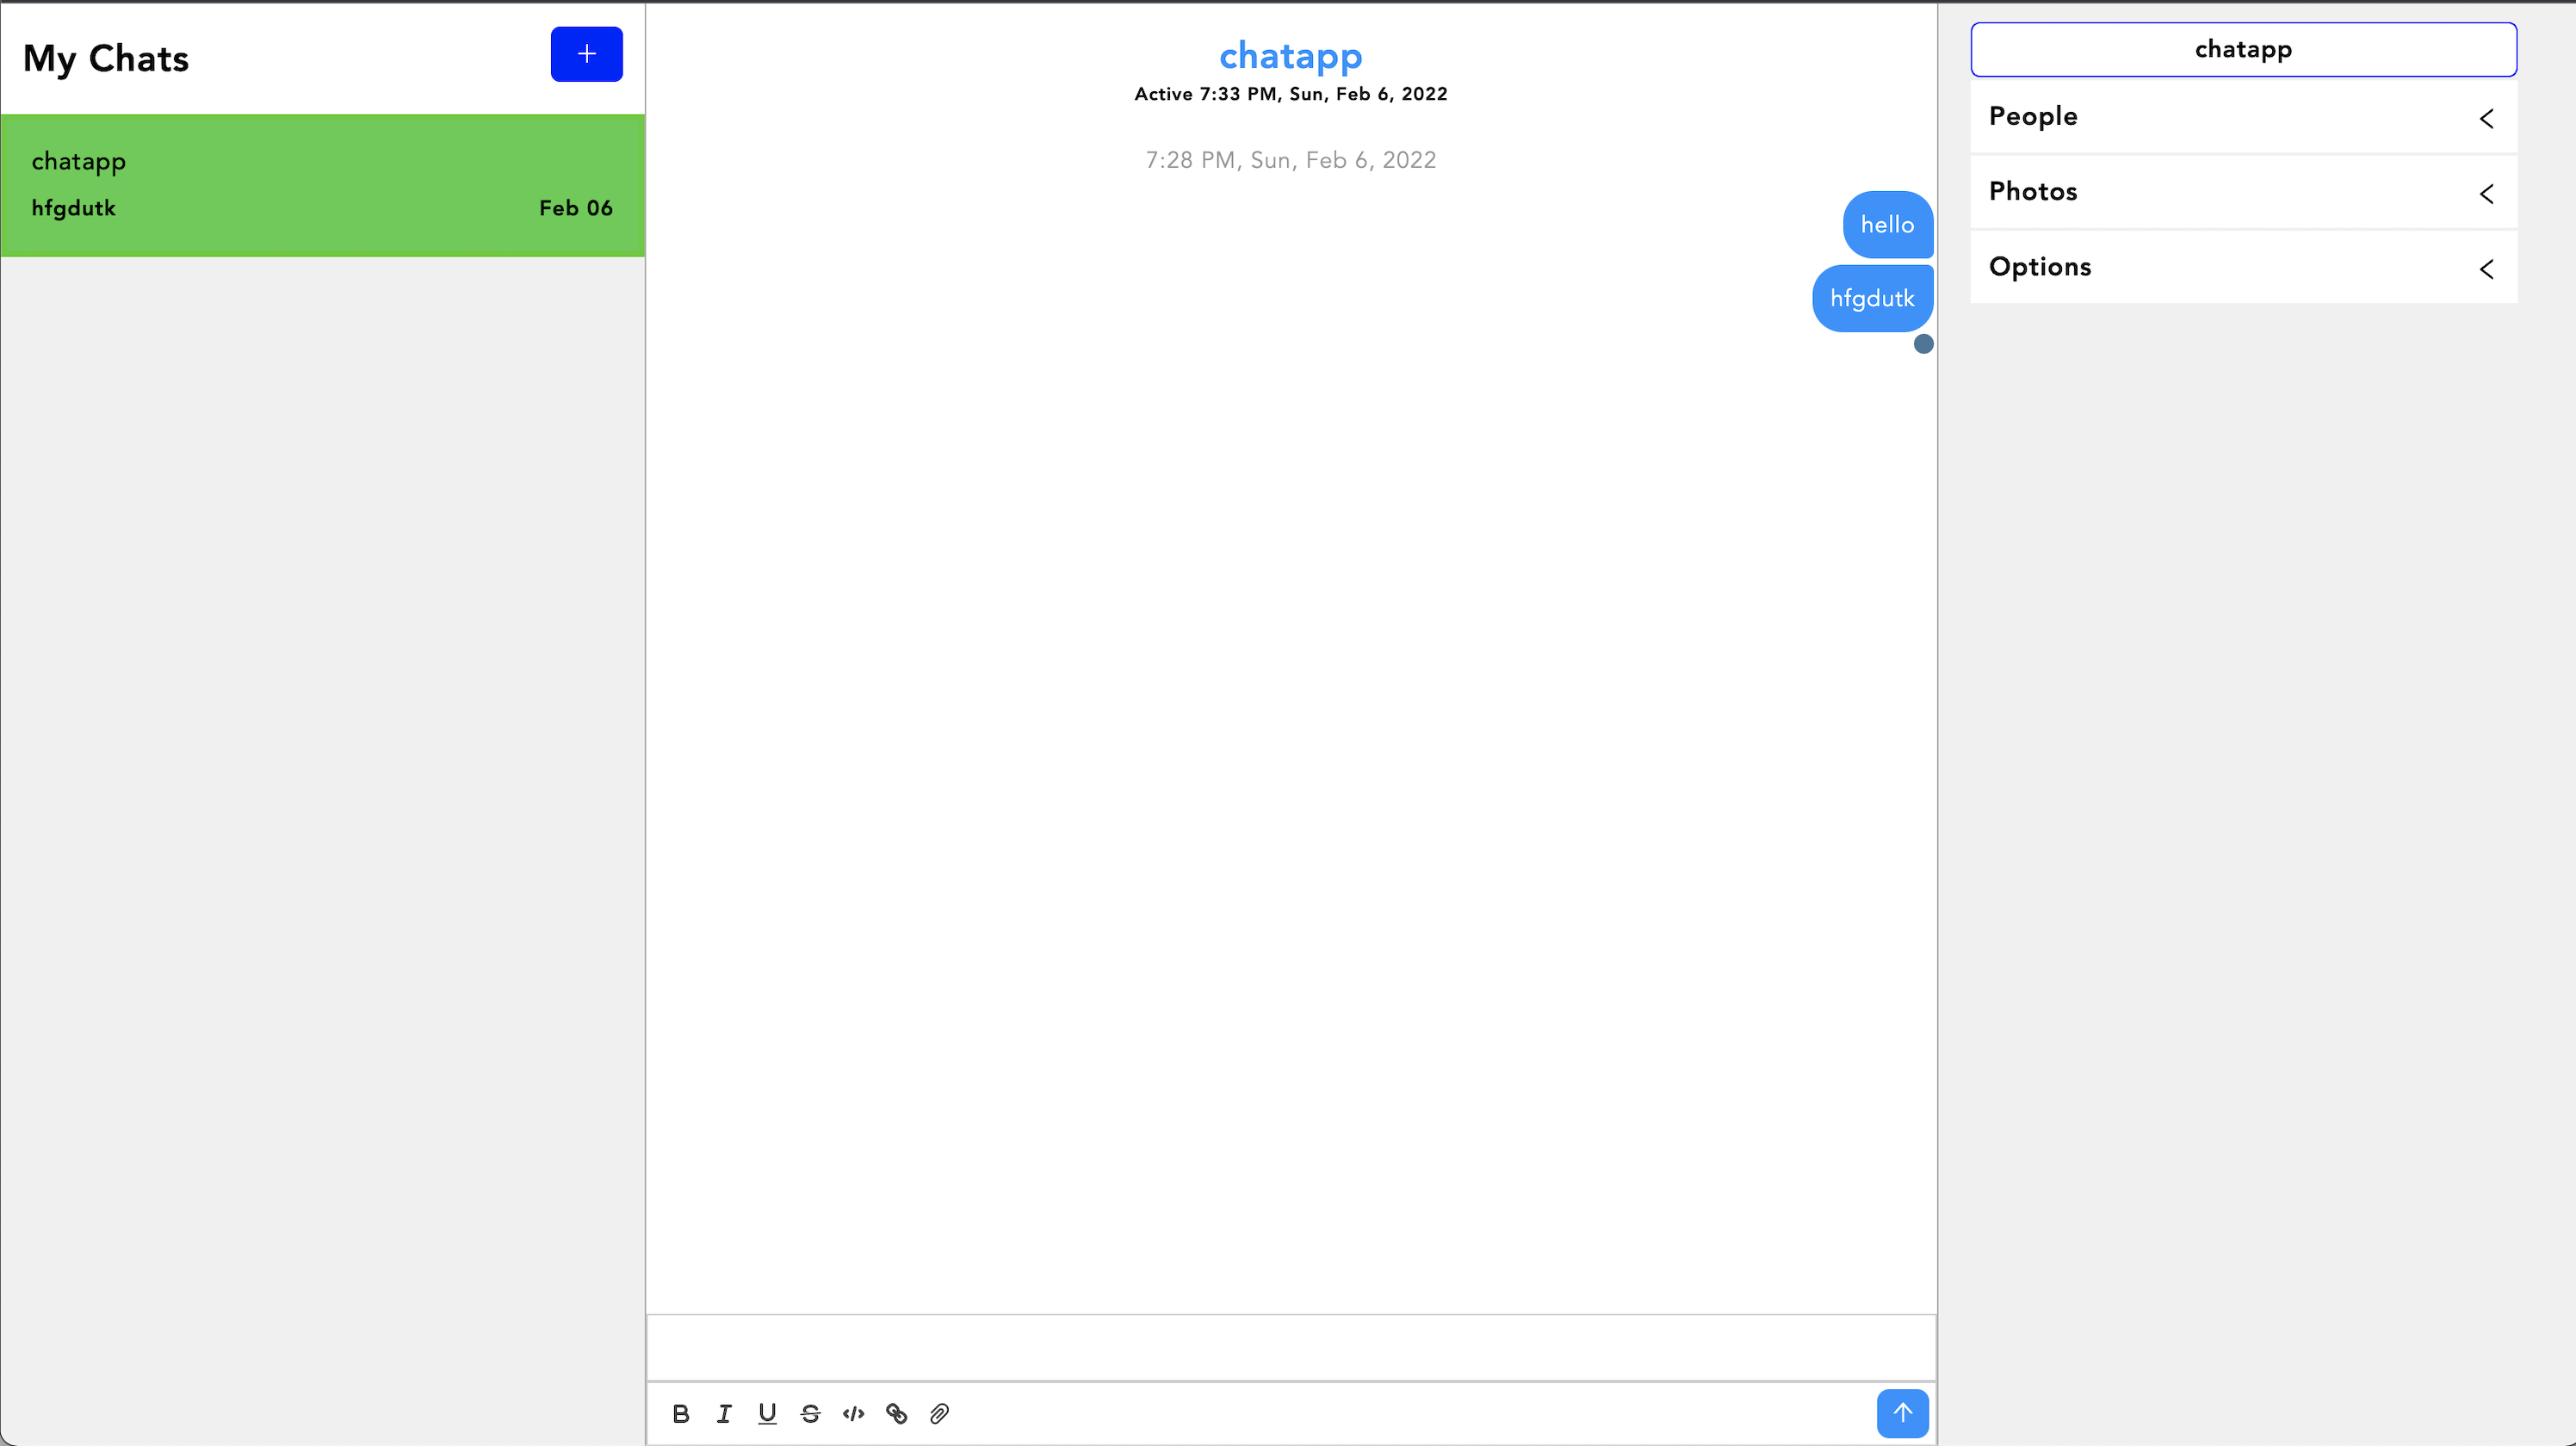 My Chats
+
chatapp
hfgdutk Feb 06
chatapp
Active 7:33 PM, Sun, Feb 6, 2022
7:28 PM, Sun, Feb 6, 2022
hello
hfgdutk
B I U S </>
chatapp
People
Photos
Options